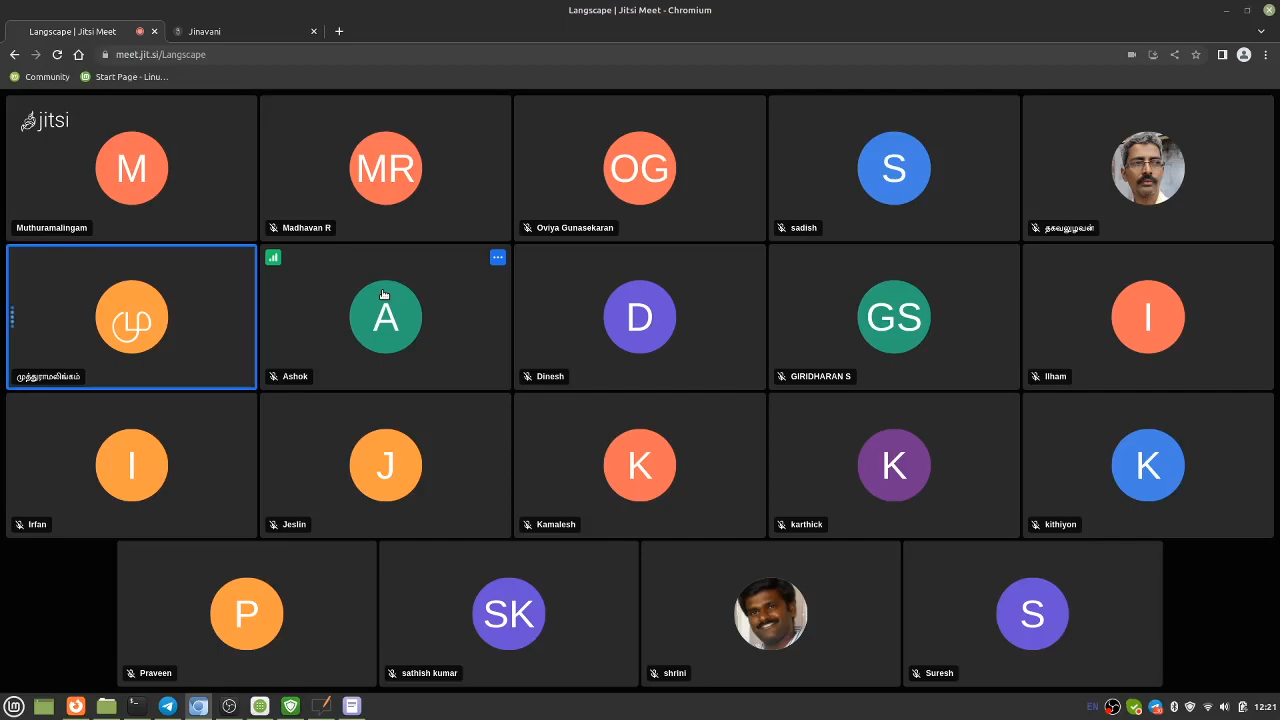 Langscape | Jitsi Meet - Chromium
Langscape | Jitsi Meet
Jinavani
meet.jit.si/Langscape
Community
Start Page - Linu...
jitsi
M
Muthuramalingam
MR
Madhavan R
OG
Oviya Gunasekaran
S
sadish
தகவலுழவன்
மு
முத்துராமலிங்கம்
A
Ashok
D
Dinesh
GS
GIRIDHARAN S
I
Ilham
I
Irfan
J
Jeslin
K
Kamalesh
K
karthick
K
kithiyon
P
Praveen
SK
sathish kumar
shrini
S
Suresh
EN
12:21